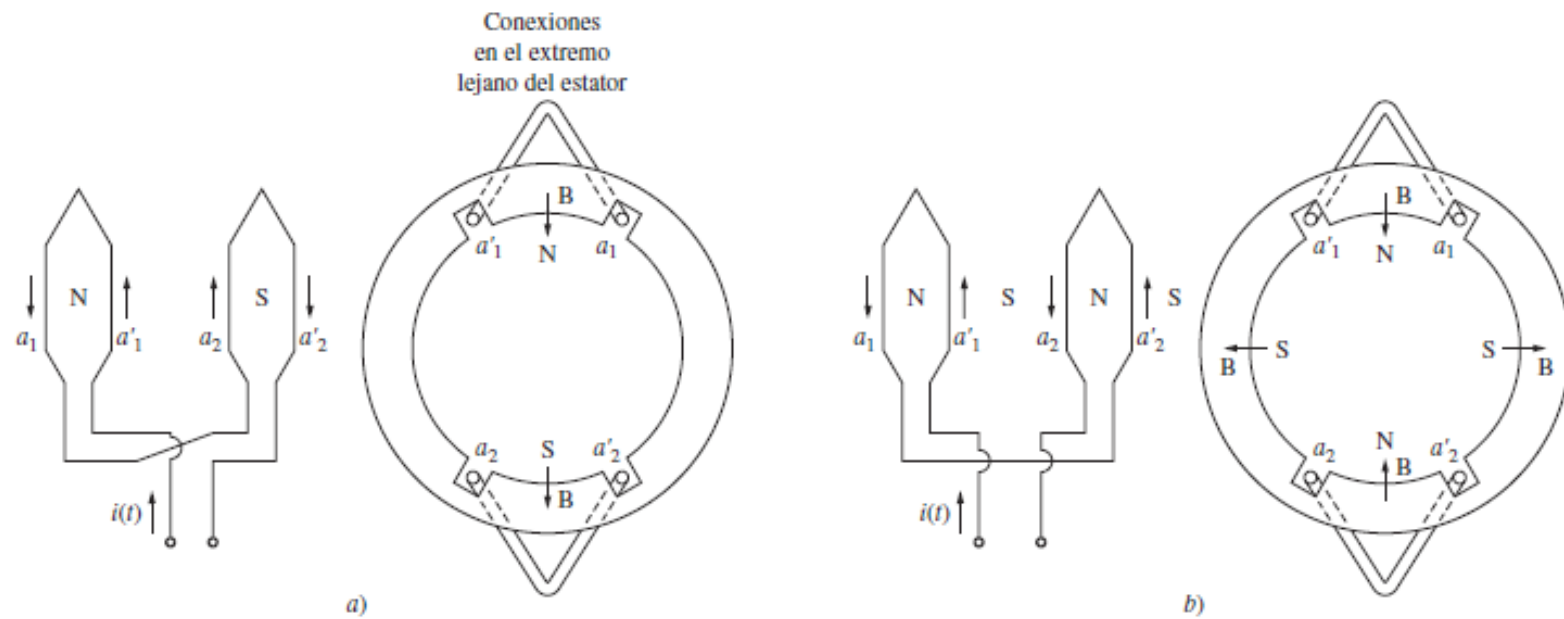 Conexiones
en el extremo
lejano del estator
B
N
a'₁
a₁
N
S
a₁
a'₁
a₂
a'₂
i(t)
a₂
S
a'₂
B
a)
B
N
a'₁
a₁
N
S
N
S
a₁
a'₁
a₂
a'₂
B
S
S
B
i(t)
a₂
N
a'₂
B
b)